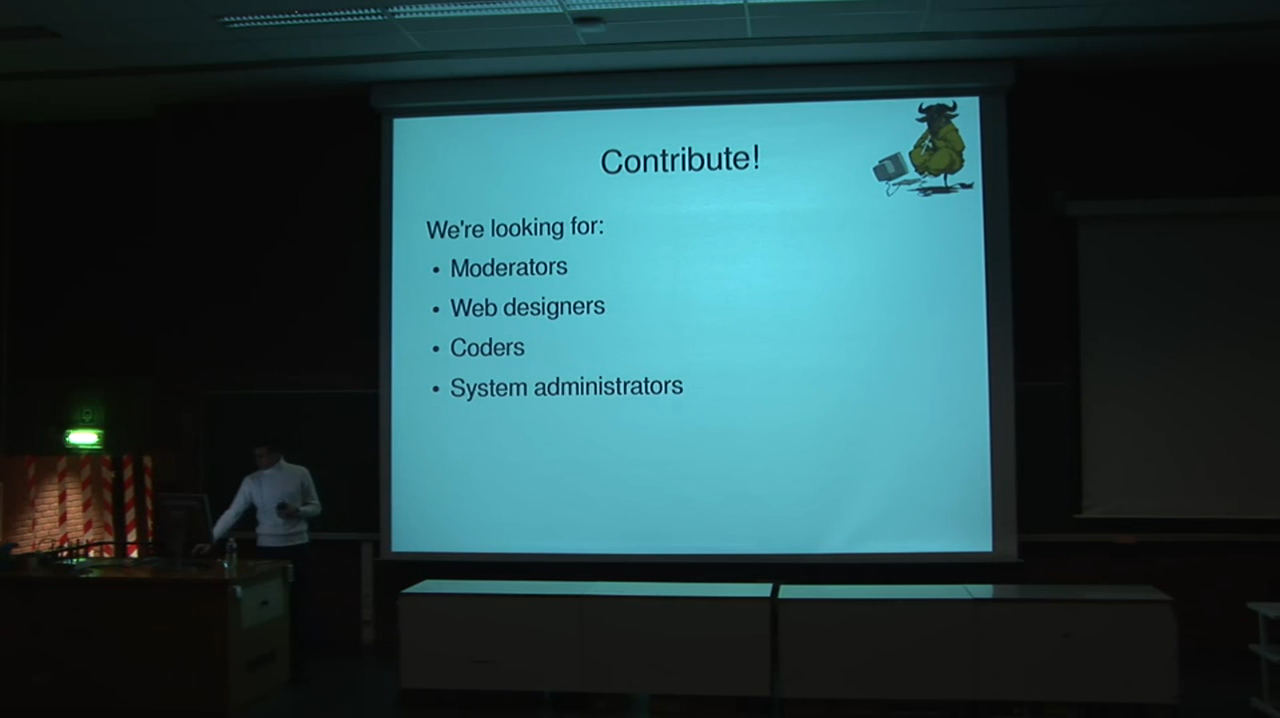 Contribute!
We're looking for:
• Moderators
• Web designers
• Coders
• System administrators